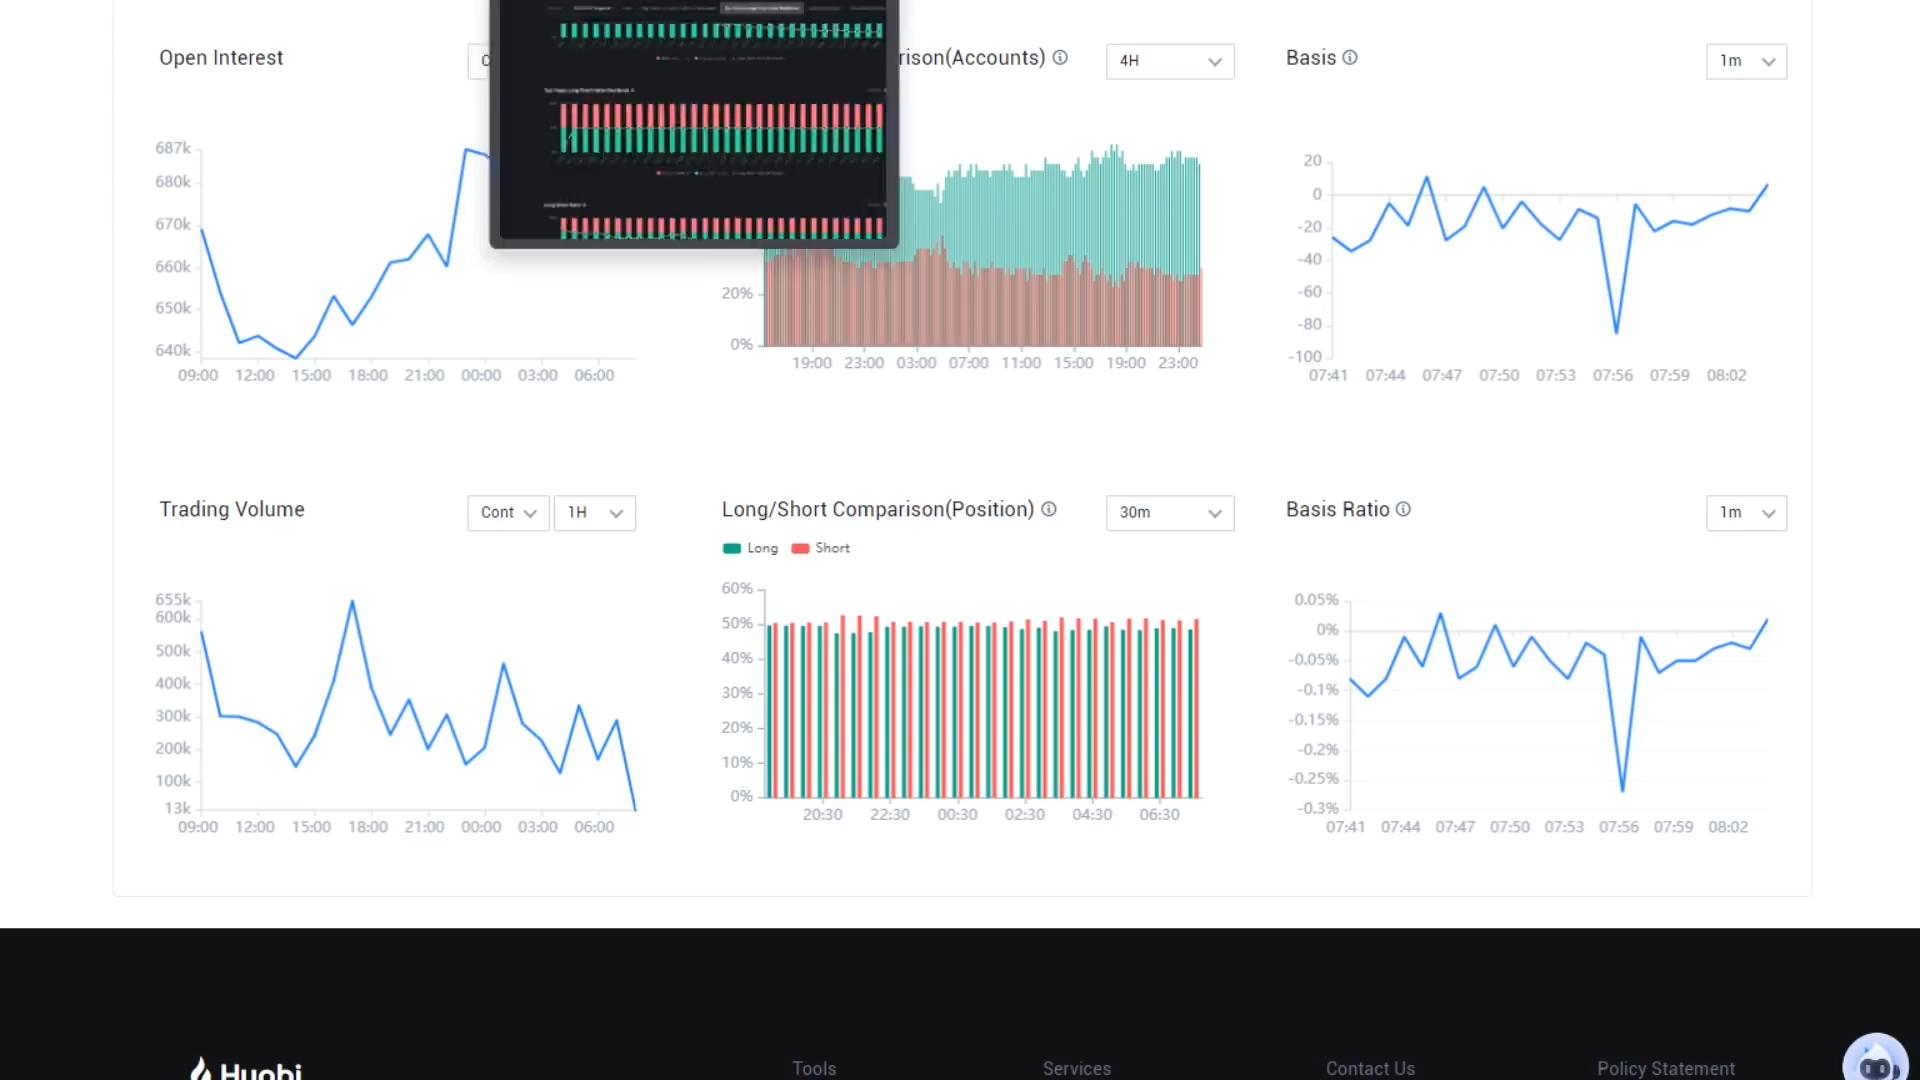 Open Interest
C
rison(Accounts)
4H
Basis
1m
687k
680k
670k
660k
650k
640k
09:00 12:00 15:00 18:00 21:00 00:00 03:00 06:00
20%
0%
19:00 23:00 03:00 07:00 11:00 15:00 19:00 23:00
20
0
-20
-40
-60
-80
-100
07:41 07:44 07:47 07:50 07:53 07:56 07:59 08:02
Trading Volume
Cont
1H
Long/Short Comparison(Position)
30m
Basis Ratio
1m
Long Short
655k
600k
500k
400k
300k
200k
100k
13k
09:00 12:00 15:00 18:00 21:00 00:00 03:00 06:00
60%
50%
40%
30%
20%
10%
0%
20:30 22:30 00:30 02:30 04:30 06:30
0.05%
0%
-0.05%
-0.1%
-0.15%
-0.2%
-0.25%
-0.3%
07:41 07:44 07:47 07:50 07:53 07:56 07:59 08:02
Huobi
Tools
Services
Contact Us
Policy Statement